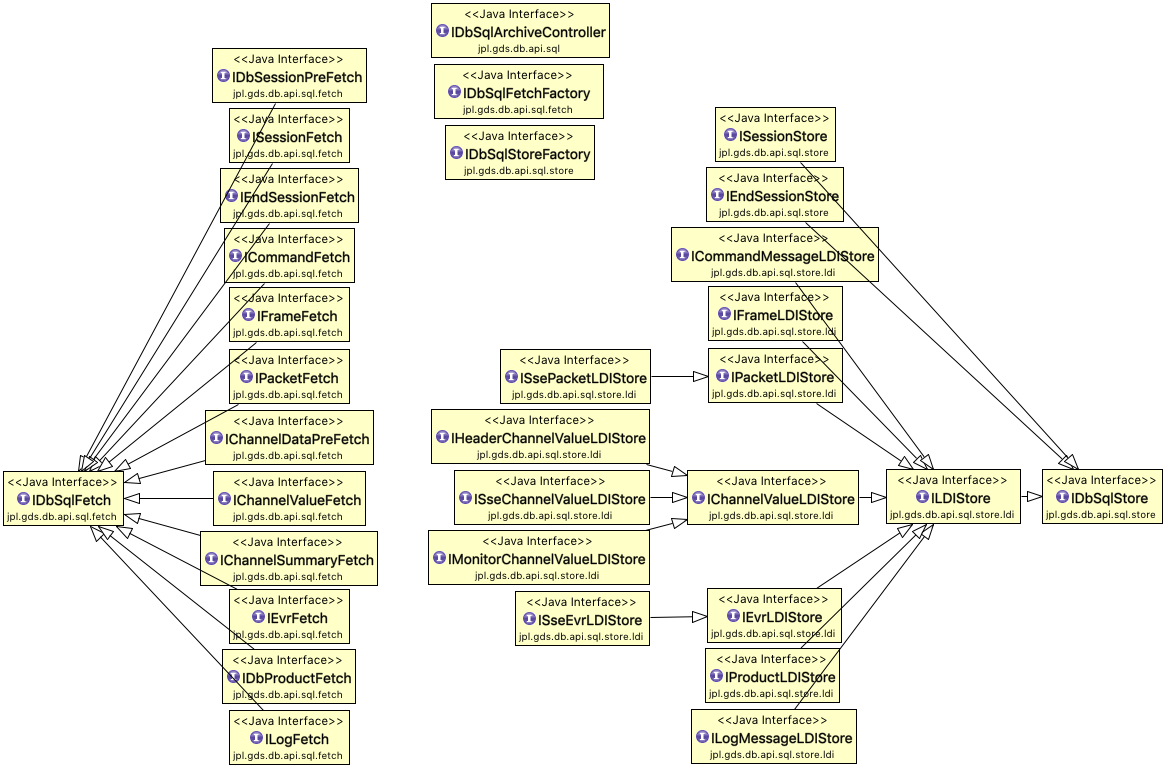 <<Java Interface>>
IDbSqlArchiveController
jpl.gds.db.api.sql
<<Java Interface>>
IDbSessionPreFetch
jpl.gds.db.api.sql.fetch
<<Java Interface>>
IDbSqlFetchFactory
jpl.gds.db.api.sql.fetch
<<Java Interface>>
ISessionFetch
jpl.gds.db.api.sql.fetch
<<Java Interface>>
ISessionStore
jpl.gds.db.api.sql.store
<<Java Interface>>
IDbSqlStoreFactory
jpl.gds.db.api.sql.store
<<Java Interface>>
IEndSessionFetch
jpl.gds.db.api.sql.fetch
<<Java Interface>>
IEndSessionStore
jpl.gds.db.api.sql.store
<<Java Interface>>
ICommandFetch
jpl.gds.db.api.sql.fetch
<<Java Interface>>
ICommandMessageLDIStore
jpl.gds.db.api.sql.store.ldi
<<Java Interface>>
IFrameFetch
jpl.gds.db.api.sql.fetch
<<Java Interface>>
IFrameLDIStore
jpl.gds.db.api.sql.store.ldi
<<Java Interface>>
IPacketFetch
jpl.gds.db.api.sql.fetch
<<Java Interface>>
ISsePacketLDIStore
jpl.gds.db.api.sql.store.ldi
<<Java Interface>>
IPacketLDIStore
jpl.gds.db.api.sql.store.ldi
<<Java Interface>>
IChannelDataPreFetch
jpl.gds.db.api.sql.fetch
<<Java Interface>>
IHeaderChannelValueLDIStore
jpl.gds.db.api.sql.store.ldi
<<Java Interface>>
IDbSqlFetch
jpl.gds.db.api.sql.fetch
<<Java Interface>>
IChannelValueFetch
jpl.gds.db.api.sql.fetch
<<Java Interface>>
ISseChannelValueLDIStore
jpl.gds.db.api.sql.store.ldi
<<Java Interface>>
IChannelValueLDIStore
jpl.gds.db.api.sql.store.ldi
<<Java Interface>>
ILDIStore
jpl.gds.db.api.sql.store.ldi
<<Java Interface>>
IDbSqlStore
jpl.gds.db.api.sql.store
<<Java Interface>>
IChannelSummaryFetch
jpl.gds.db.api.sql.fetch
<<Java Interface>>
IMonitorChannelValueLDIStore
jpl.gds.db.api.sql.store.ldi
<<Java Interface>>
IEvrFetch
jpl.gds.db.api.sql.fetch
<<Java Interface>>
ISseEvrLDIStore
jpl.gds.db.api.sql.store.ldi
<<Java Interface>>
IEvrLDIStore
jpl.gds.db.api.sql.store.ldi
<<Java Interface>>
IDbProductFetch
jpl.gds.db.api.sql.fetch
<<Java Interface>>
IProductLDIStore
jpl.gds.db.api.sql.store.ldi
<<Java Interface>>
ILogFetch
jpl.gds.db.api.sql.fetch
<<Java Interface>>
ILogMessageLDIStore
jpl.gds.db.api.sql.store.ldi